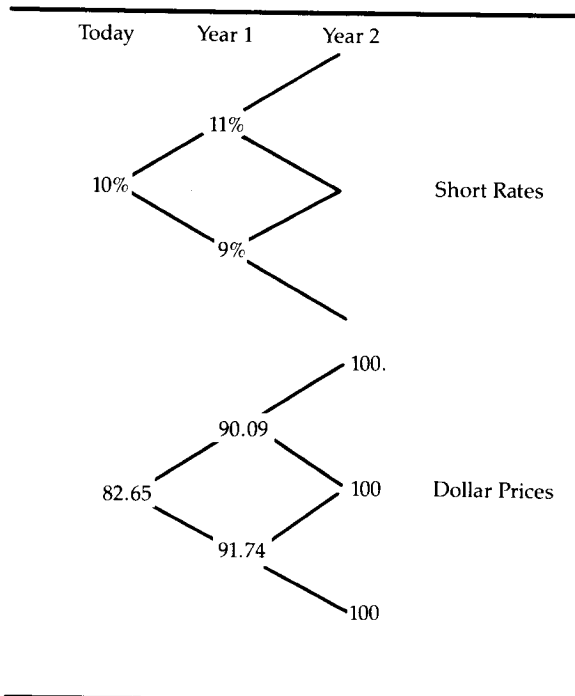 Today Year 1 Year 2
11%
10% Short Rates
9%
100.
90.09
82.65 100 Dollar Prices
91.74
100